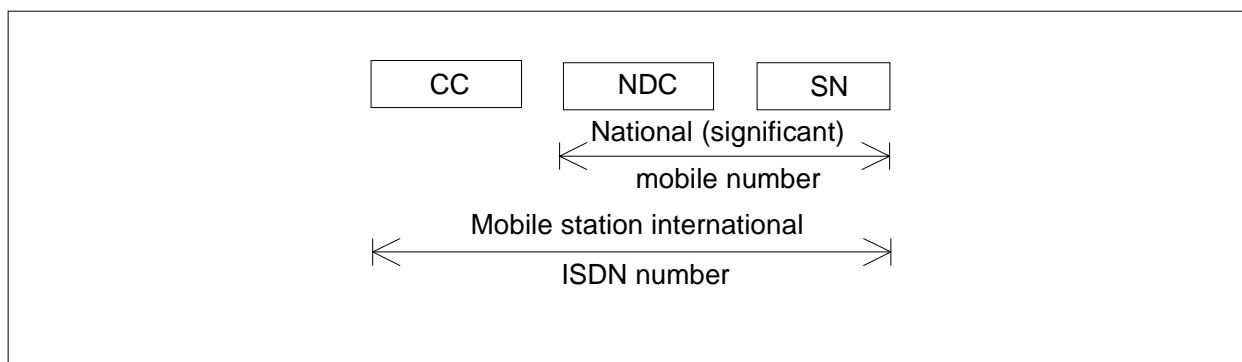 CC NDC SN
National (significant)
mobile number
Mobile station international
ISDN number